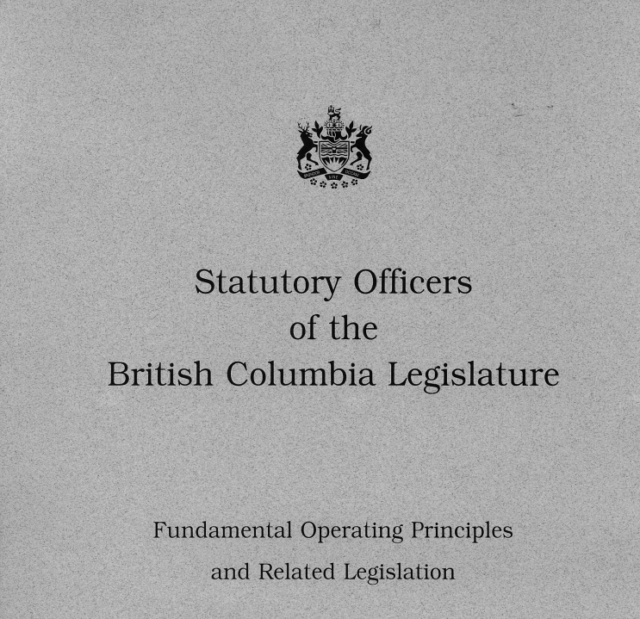 Statutory Officers
of the
British Columbia Legislature
Fundamental Operating Principles
and Related Legislation